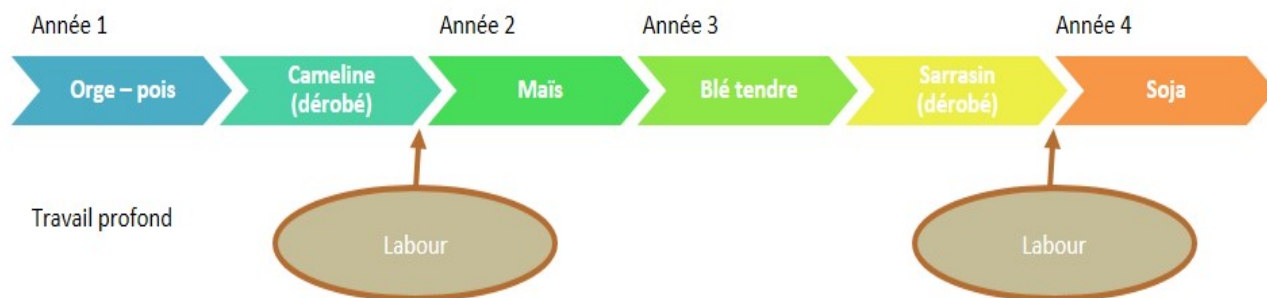 Année 1
Année 2
Année 3
Année 4
Orge – pois
Cameline
(dérobé)
Maïs
Blé tendre
Sarrasin
(dérobé)
Soja
Travail profond
Labour
Labour